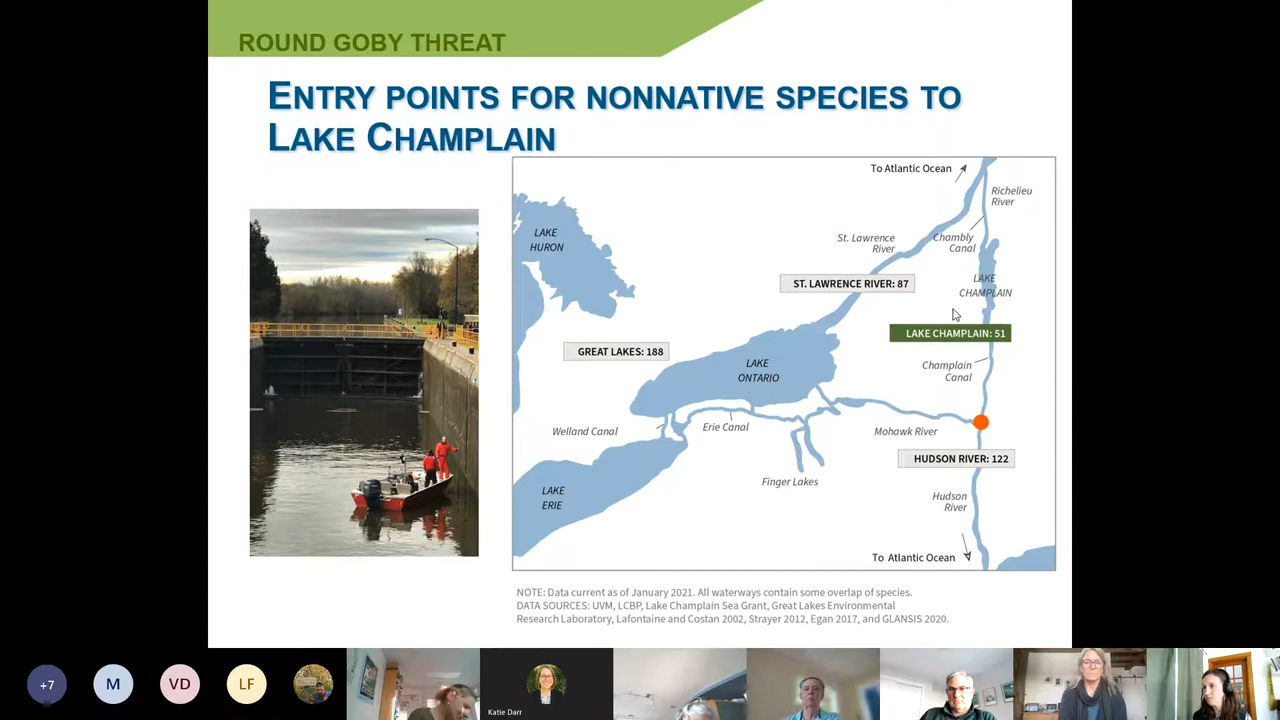 ROUND GOBY THREAT
ENTRY POINTS FOR NONNATIVE SPECIES TO
LAKE CHAMPLAIN
To Atlantic Ocean
Richelieu
River
LAKE
HURON
St. Lawrence
River
Chambly
Canal
ST. LAWRENCE RIVER: 87
LAKE
CHAMPLAIN
LAKE CHAMPLAIN: 51
GREAT LAKES: 188
LAKE
ONTARIO
Champlain
Canal
Welland Canal
Erie Canal
Mohawk River
HUDSON RIVER: 122
Finger Lakes
LAKE
ERIE
Hudson
River
To Atlantic Ocean
NOTE: Data current as of January 2021. All waterways contain some overlap of species.
DATA SOURCES: UVM, LCBP, Lake Champlain Sea Grant, Great Lakes Environmental
Research Laboratory, Lafontaine and Costan 2002, Strayer 2012, Egan 2017, and GLANSIS 2020.
+7
M
VD
LF
Katie Darr